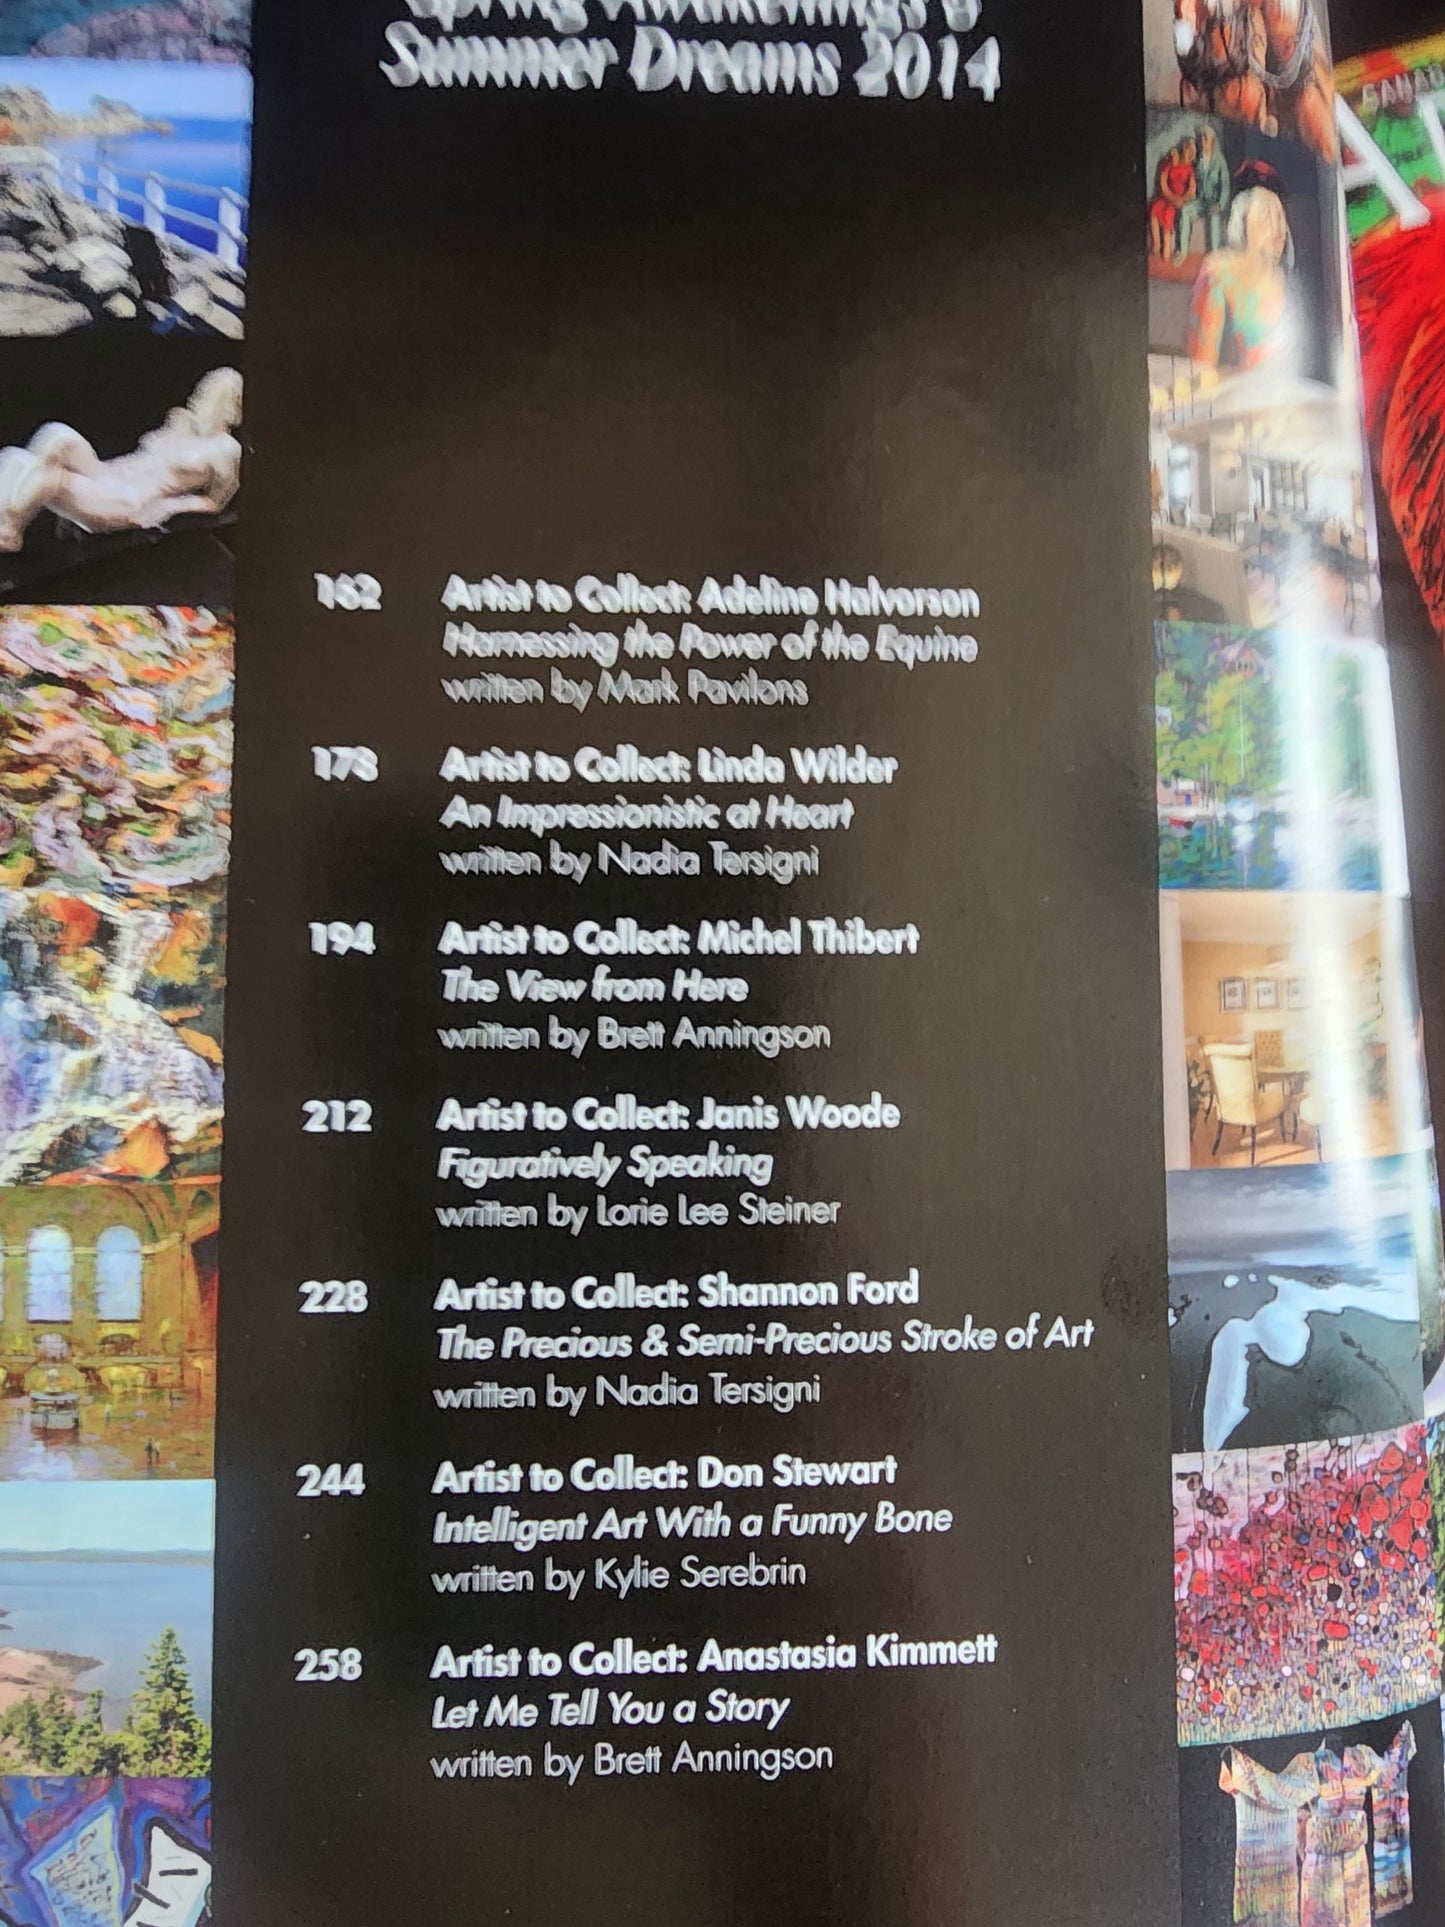 Spring Awakenings &
Summer Dreams 2014
162 Artist to Collect: Adeline Halvorson
Harnessing the Power of the Equine
written by Mark Pavilons
178 Artist to Collect: Linda Wilder
An Impressionistic at Heart
written by Nadia Tersigni
194 Artist to Collect: Michel Thibert
The View from Here
written by Brett Anningson
212 Artist to Collect: Janis Woode
Figuratively Speaking
written by Lorie Lee Steiner
228 Artist to Collect: Shannon Ford
The Precious & Semi-Precious Stroke of Art
written by Nadia Tersigni
244 Artist to Collect: Don Stewart
Intelligent Art With a Funny Bone
written by Kylie Serebrin
258 Artist to Collect: Anastasia Kimmett
Let Me Tell You a Story
written by Brett Anningson